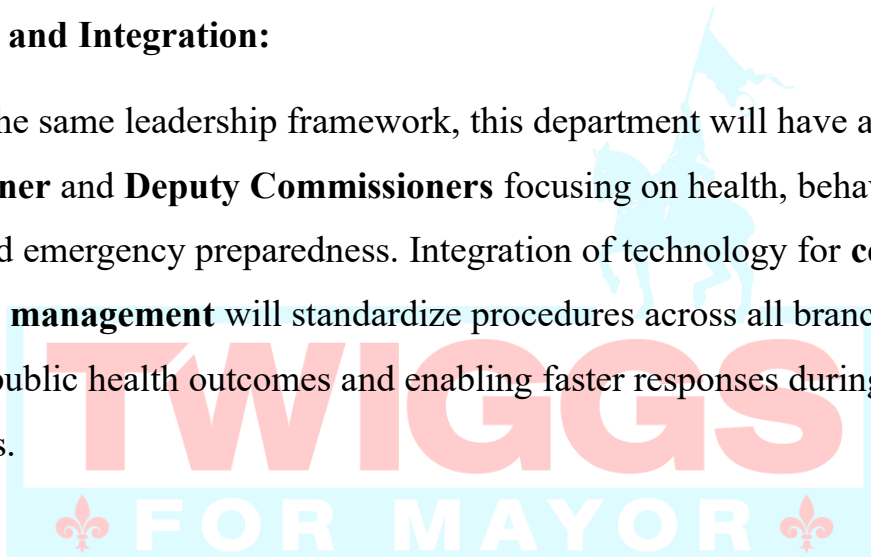 and Integration:
he same leadership framework, this department will have a
ner and Deputy Commissioners focusing on health, behav
d emergency preparedness. Integration of technology for c
management will standardize procedures across all branc
public health outcomes and enabling faster responses during
s.
TWIGGS
FOR MAYOR